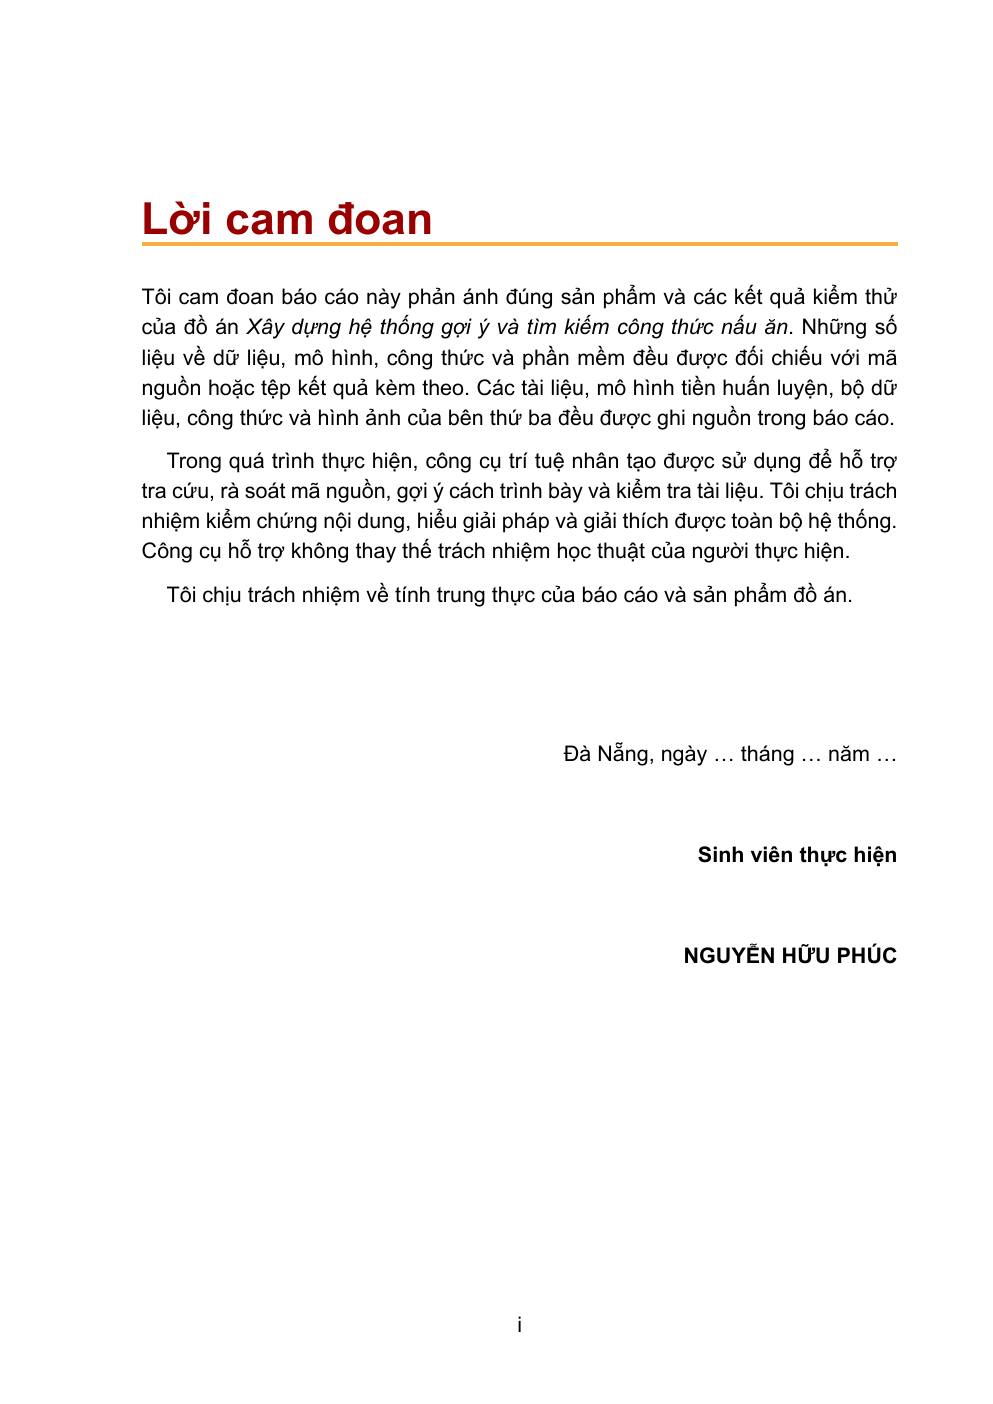 Lời cam đoan
Tôi cam đoan báo cáo này phản ánh đúng sản phẩm và các kết quả kiểm thử
của đồ án Xây dựng hệ thống gợi ý và tìm kiếm công thức nấu ăn. Những số
liệu về dữ liệu, mô hình, công thức và phần mềm đều được đối chiếu với mã
nguồn hoặc tệp kết quả kèm theo. Các tài liệu, mô hình tiền huấn luyện, bộ dữ
liệu, công thức và hình ảnh của bên thứ ba đều được ghi nguồn trong báo cáo.
Trong quá trình thực hiện, công cụ trí tuệ nhân tạo được sử dụng để hỗ trợ
tra cứu, rà soát mã nguồn, gợi ý cách trình bày và kiểm tra tài liệu. Tôi chịu trách
nhiệm kiểm chứng nội dung, hiểu giải pháp và giải thích được toàn bộ hệ thống.
Công cụ hỗ trợ không thay thế trách nhiệm học thuật của người thực hiện.
Tôi chịu trách nhiệm về tính trung thực của báo cáo và sản phẩm đồ án.
Đà Nẵng, ngày … tháng … năm …
Sinh viên thực hiện
NGUYỄN HỮU PHÚC
i